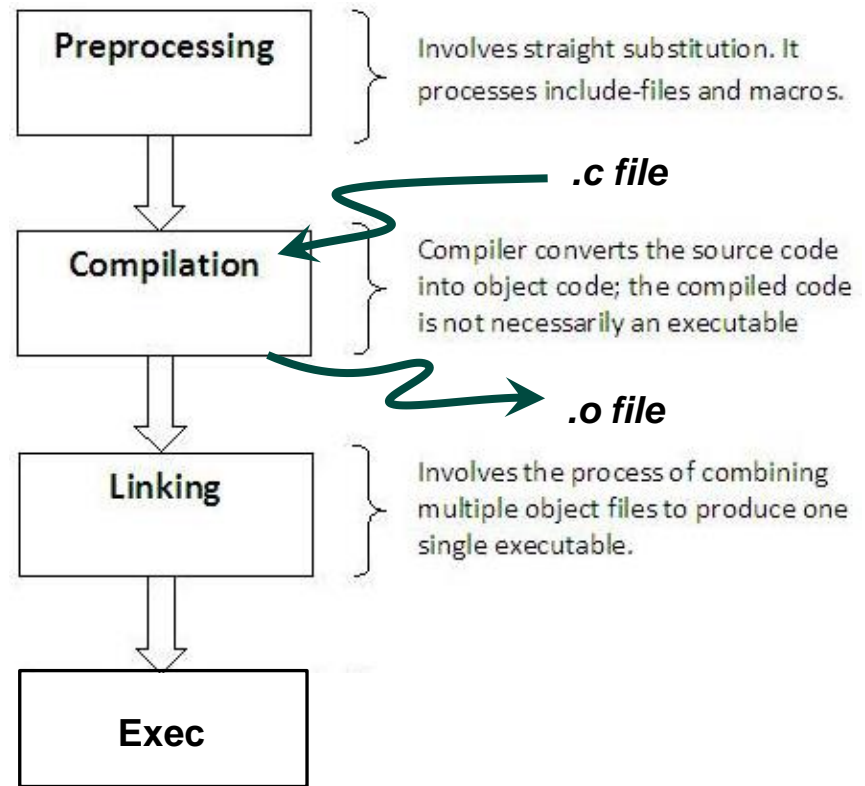 Preprocessing
Involves straight substitution. It
processes include-files and macros.
.c file
Compilation
Compiler converts the source code
into object code; the compiled code
is not necessarily an executable
.o file
Linking
Involves the process of combining
multiple object files to produce one
single executable.
Exec